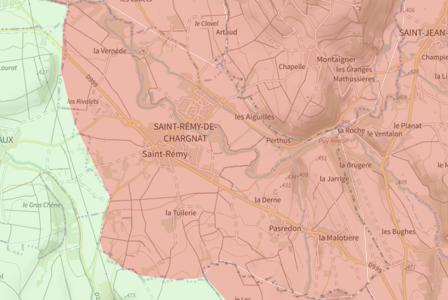 le Clovel
Artaud
la Vernède
Chapelle
Montaigner
les Granges
Mathussières
SAINT-JEAN-
D999
les Rivalets
SAINT-RÉMY-DE-
CHARGNAT
les Aiguilles
Perthus
la Roche
le Ventalon
le Planat
Saint-Rémy
la Brugere
la Jarrige
le Gros Chêne
la Tuilerie
la Derne
Pasredon
la Malotière
les Bughes